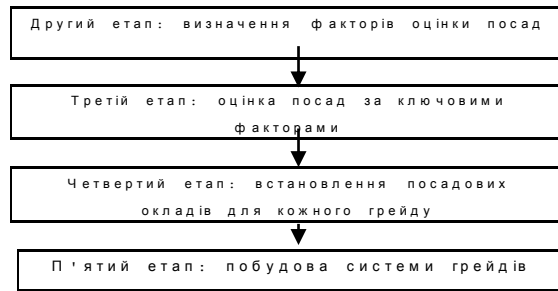 Другий етап: визначення факторів оцінки посад
Третій етап: оцінка посад за ключовими
факторами
Четвертий етап: встановлення посадових
окладів для кожного грейду
П'ятий етап: побудова системи грейдів